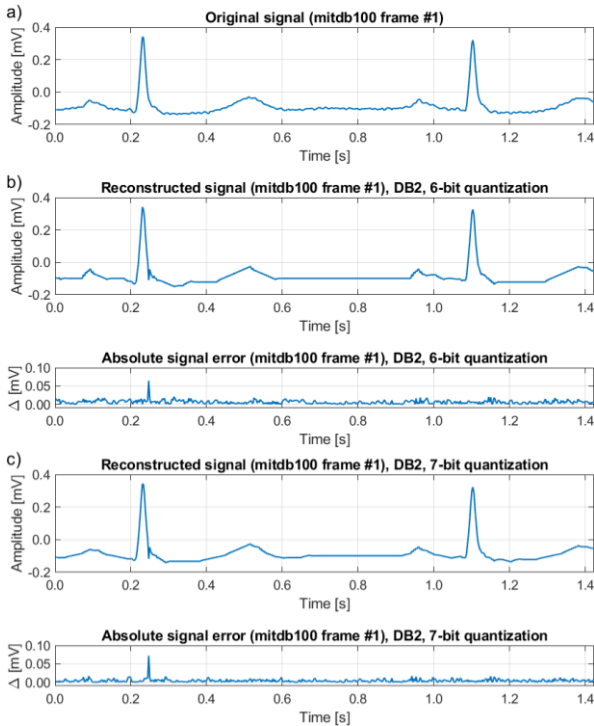 a)
Original signal (mitdb100 frame #1)
Amplitude [mV]
0.4
0.2
0.0
-0.2
0.0 0.2 0.4 0.6 0.8 1.0 1.2 1.4
Time [s]
b)
Reconstructed signal (mitdb100 frame #1), DB2, 6-bit quantization
Amplitude [mV]
0.4
0.2
0.0
-0.2
0.0 0.2 0.4 0.6 0.8 1.0 1.2 1.4
Time [s]
Absolute signal error (mitdb100 frame #1), DB2, 6-bit quantization
Δ [mV]
0.10
0.05
0.00
0.0 0.2 0.4 0.6 0.8 1.0 1.2 1.4
Time [s]
c)
Reconstructed signal (mitdb100 frame #1), DB2, 7-bit quantization
Amplitude [mV]
0.4
0.2
0.0
-0.2
0.0 0.2 0.4 0.6 0.8 1.0 1.2 1.4
Time [s]
Absolute signal error (mitdb100 frame #1), DB2, 7-bit quantization
Δ [mV]
0.10
0.05
0.00
0.0 0.2 0.4 0.6 0.8 1.0 1.2 1.4
Time [s]